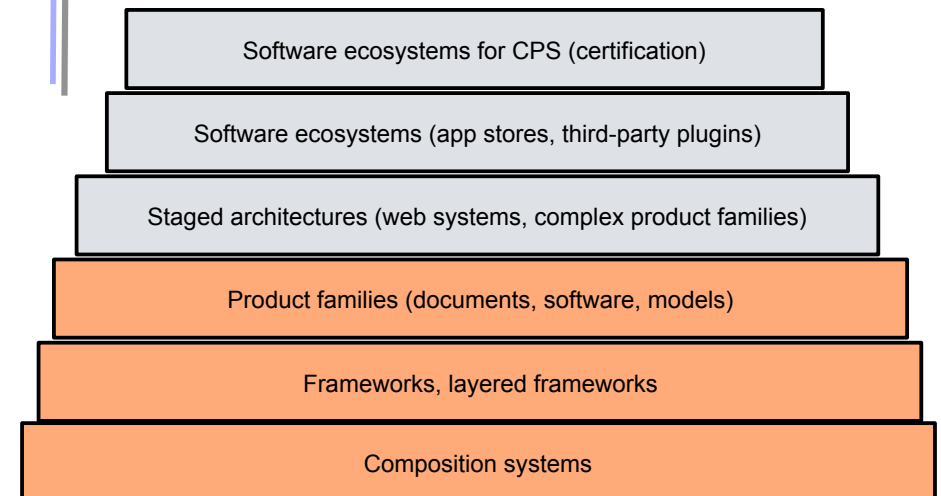 Software ecosystems for CPS (certification)
Software ecosystems (app stores, third-party plugins)
Staged architectures (web systems, complex product families)
Product families (documents, software, models)
Frameworks, layered frameworks
Composition systems